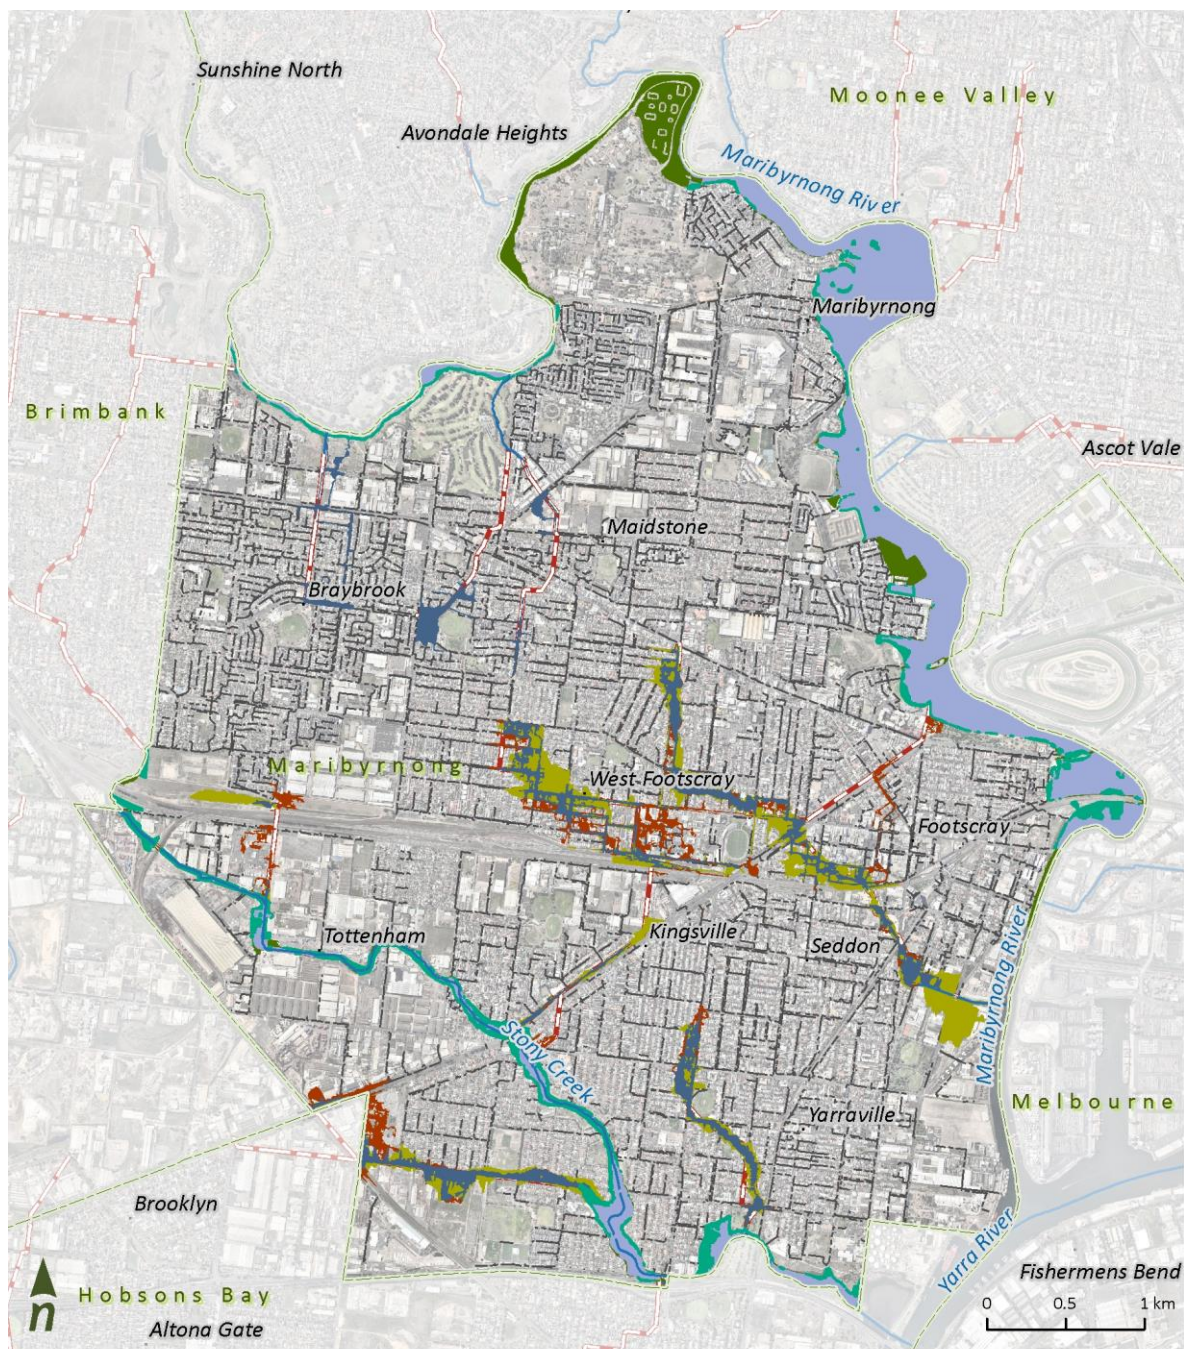 Sunshine North
Moonee Valley
Avondale Heights
Maribyrnong River
Maribyrnong
Brimbank
Ascot Vale
Maidstone
Braybrook
Maribyrnong
West Footscray
Footscray
Tottenham
Kingsville
Seddon
Maribyrnong River
Stony Creek
Yarraville
Melbourne
Brooklyn
Yarra River
Fishermens Bend
Hobsons Bay
n
0 0.5 1 km
Altona Gate